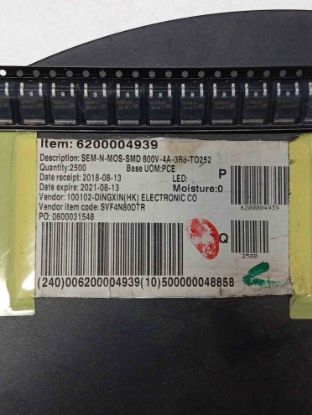 Item: 6200004939
Description: SEM-N-MOS-SMD 800V-4A-3R8-TO252
Quantity:2500 Base UOM:PCE
Date receipt: 2018-08-13 LED: P
Date expire: 2021-08-13 Moisture:0
Vendor: 100102-DINGXIN(HK) ELECTRONIC CO
Vendor item code: SVF4N80DTR
PO: 0600031548
6200004939
Q
2500
(240)006200004939(10)500000048858